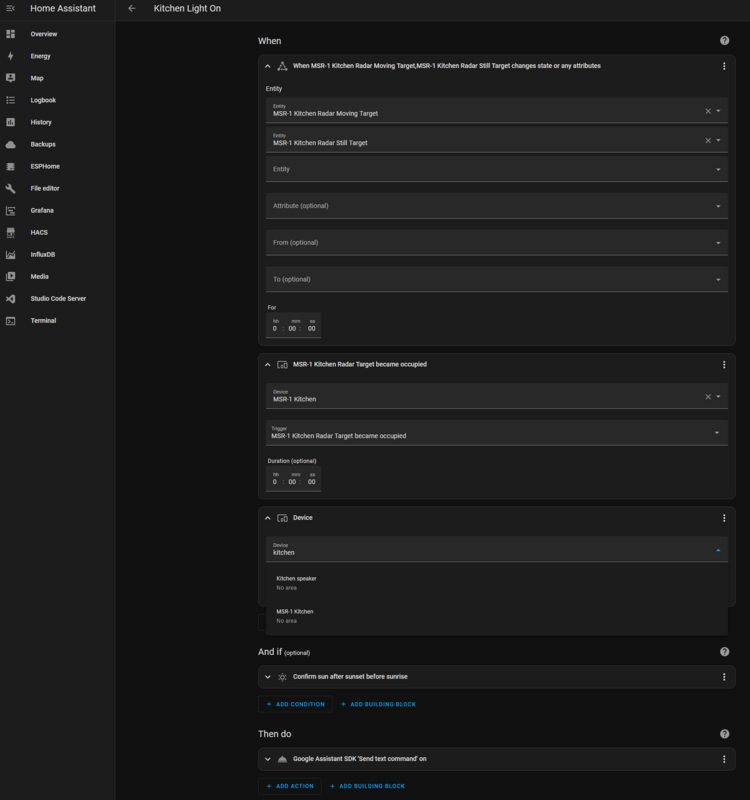 Home Assistant
Kitchen Light On
Overview
Energy
Map
Logbook
History
Backups
ESPHome
File editor
Grafana
HACS
InfluxDB
Media
Studio Code Server
Terminal
When
When MSR-1 Kitchen Radar Moving Target,MSR-1 Kitchen Radar Still Target changes state or any attributes
Entity
Entity
MSR-1 Kitchen Radar Moving Target
Entity
MSR-1 Kitchen Radar Still Target
Entity
Attribute (optional)
From (optional)
To (optional)
For
hh mm ss
0 : 00 : 00
MSR-1 Kitchen Radar Target became occupied
Device
MSR-1 Kitchen
Trigger
MSR-1 Kitchen Radar Target became occupied
Duration (optional)
hh mm ss
0 : 00 : 00
Device
Device
kitchen
Kitchen speaker
No area
MSR-1 Kitchen
No area
And if (optional)
Confirm sun after sunset before sunrise
+ ADD CONDITION + ADD BUILDING BLOCK
Then do
Google Assistant SDK 'Send text command' on
+ ADD ACTION + ADD BUILDING BLOCK